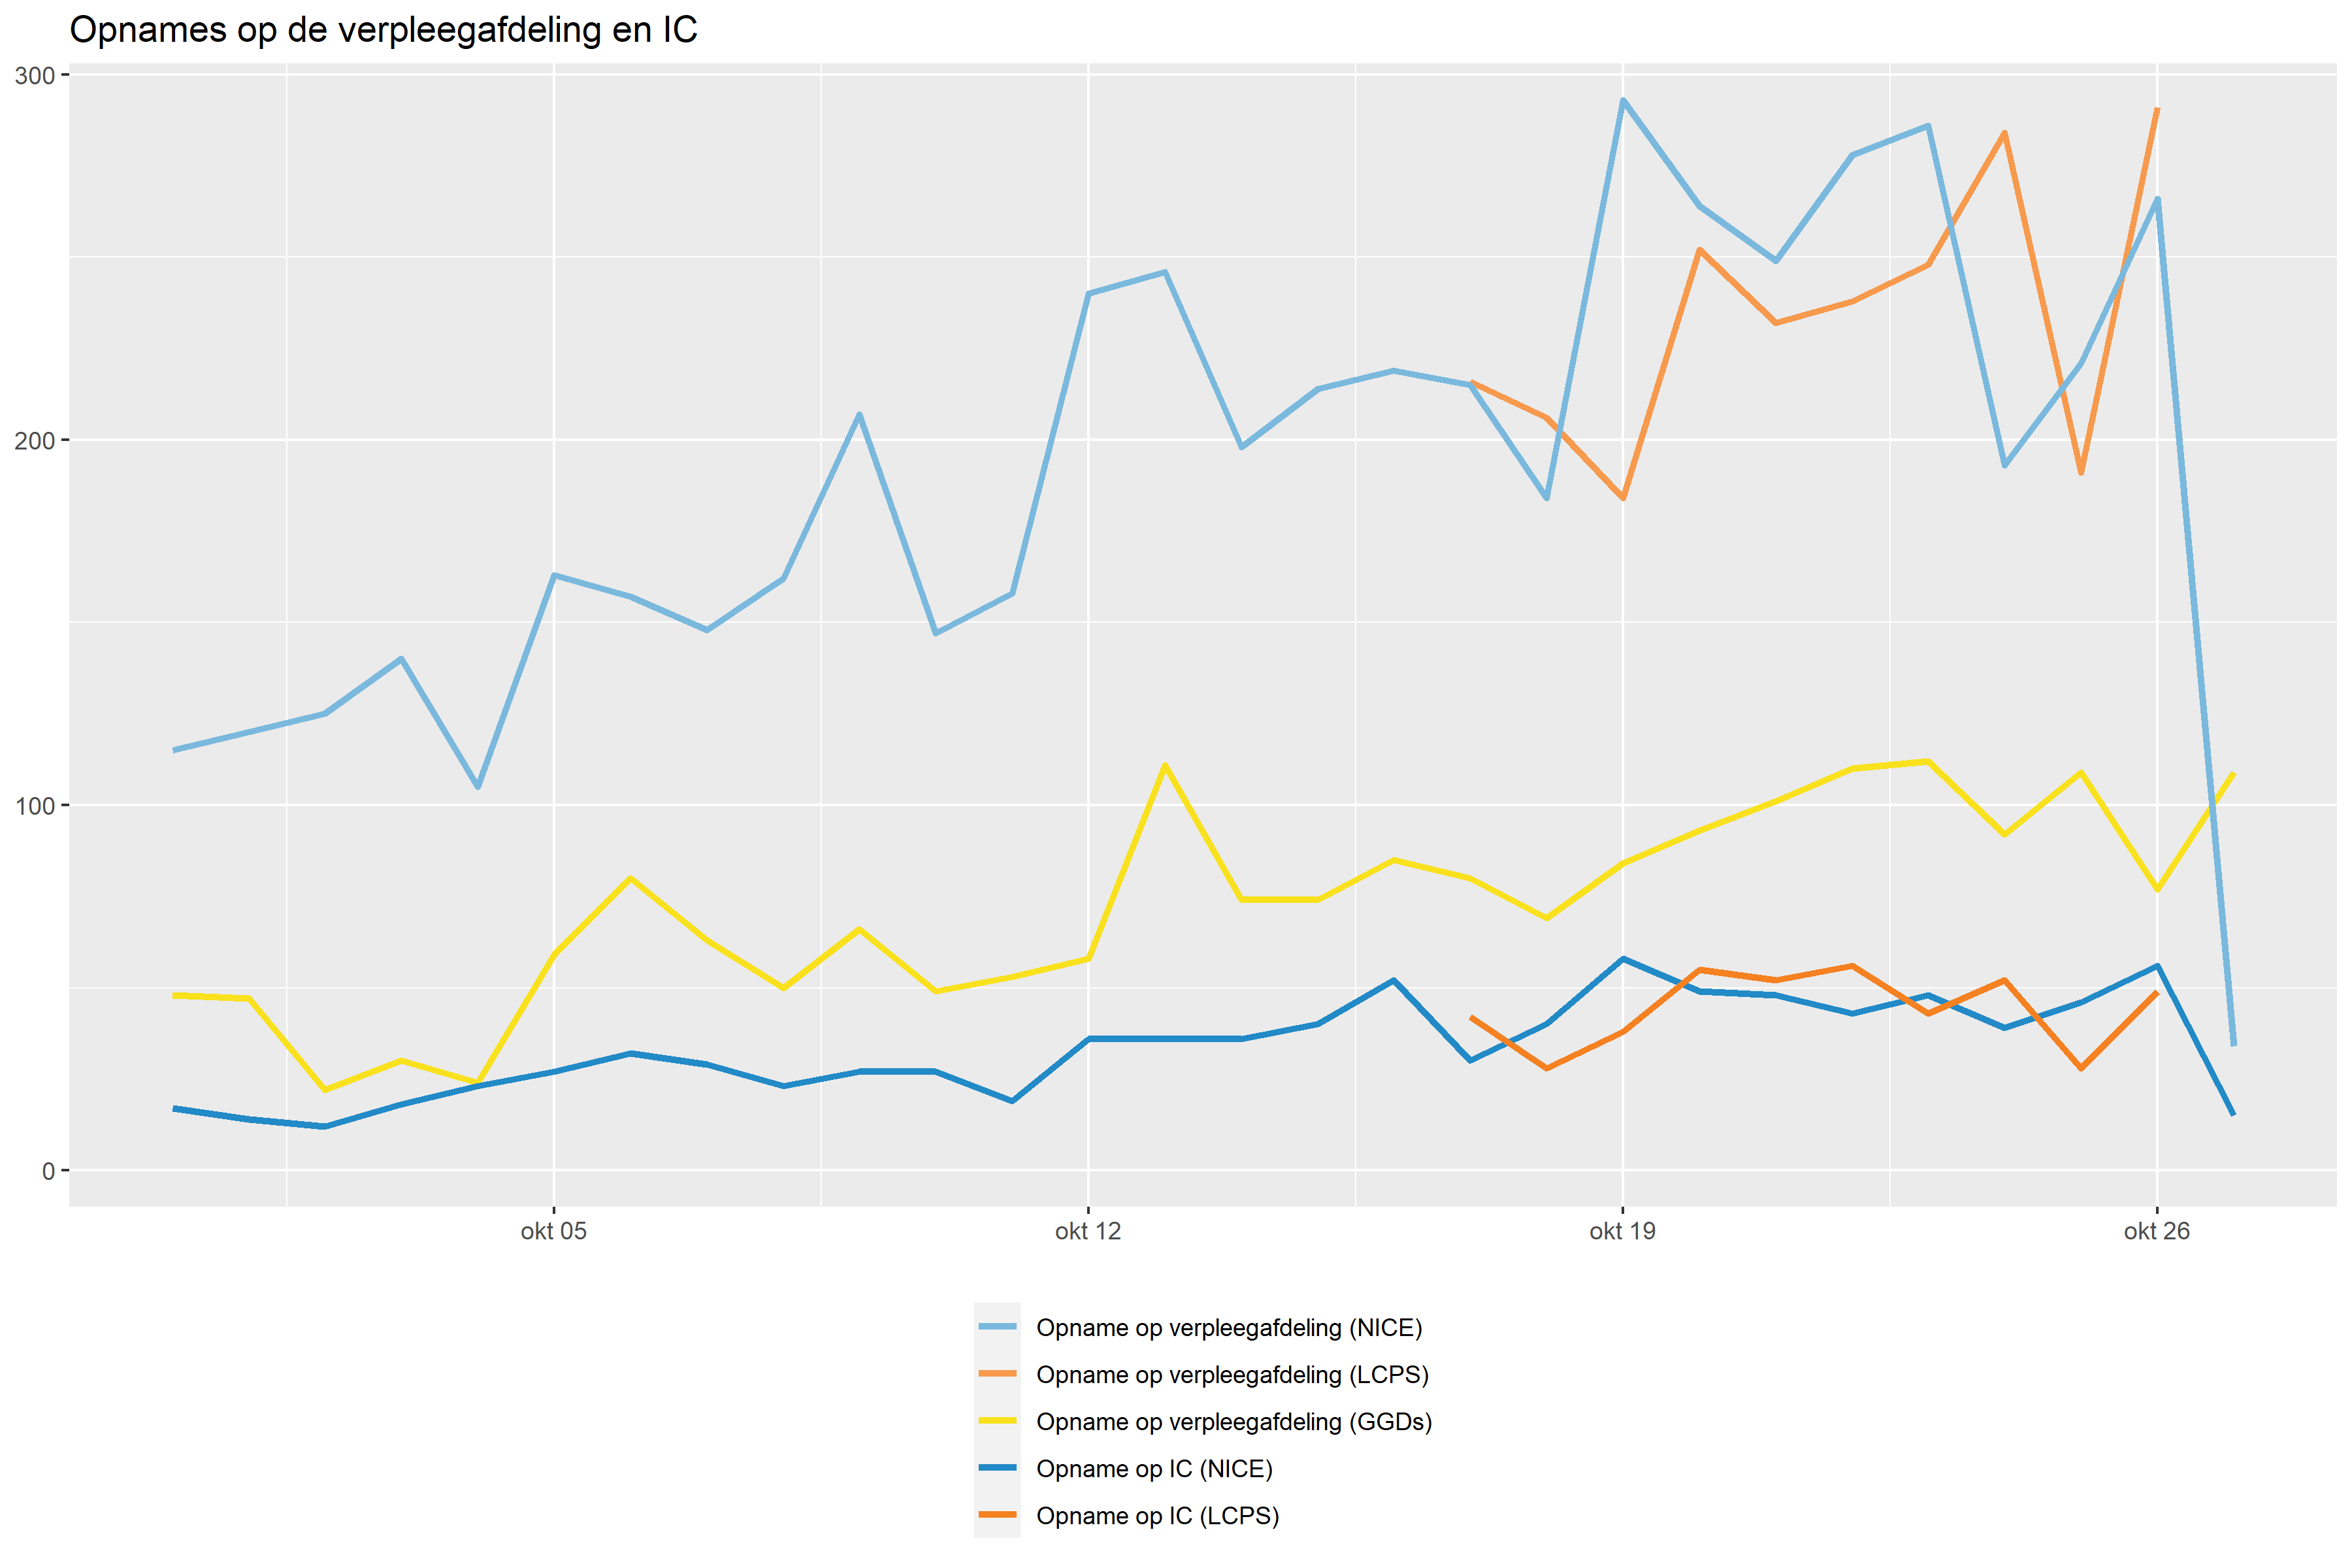 Opnames op de verpleegafdeling en IC
300
200
100
0
okt 05
okt 12
okt 19
okt 26
Opname op verpleegafdeling (NICE)
Opname op verpleegafdeling (LCPS)
Opname op verpleegafdeling (GGDs)
Opname op IC (NICE)
Opname op IC (LCPS)